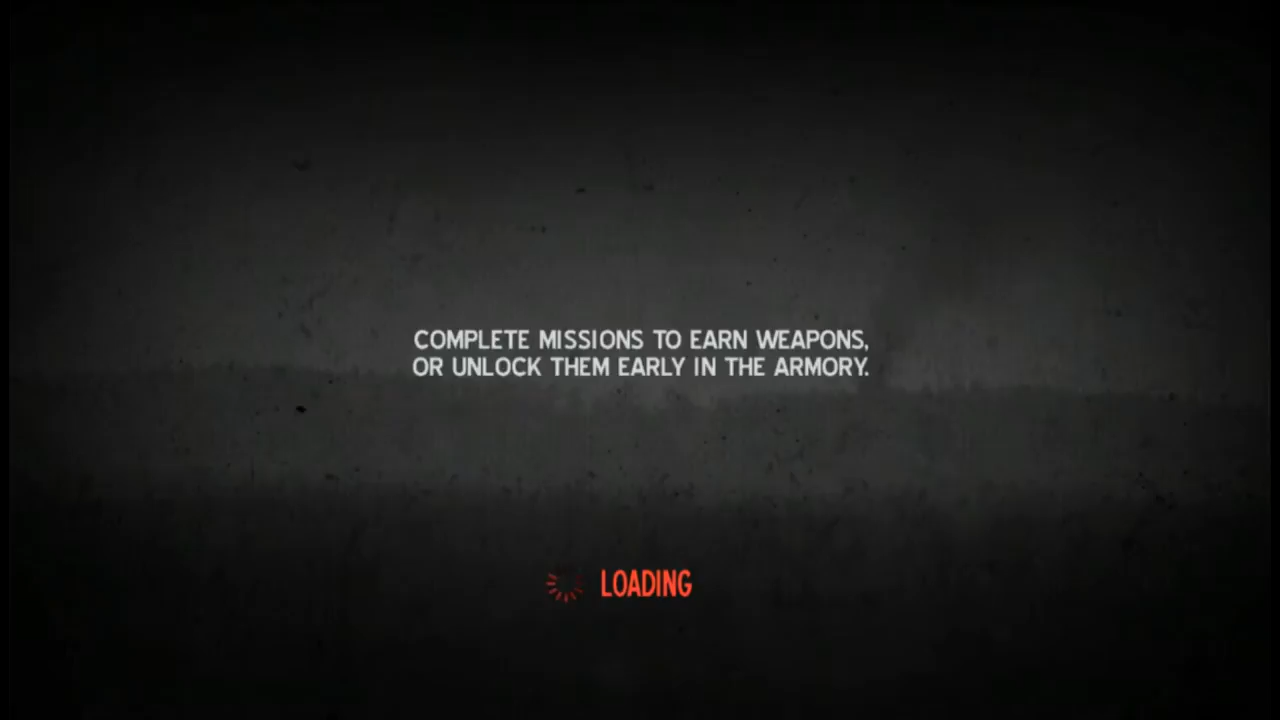 COMPLETE MISSIONS TO EARN WEAPONS,
OR UNLOCK THEM EARLY IN THE ARMORY.
LOADING